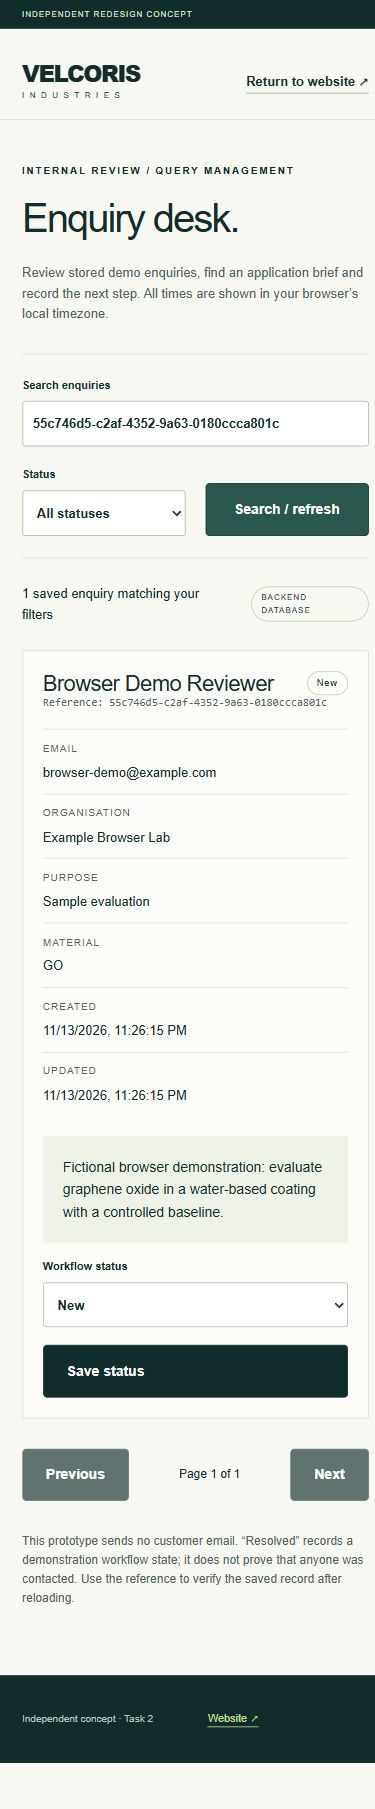 INDEPENDENT REDESIGN CONCEPT
VELCORIS
INDUSTRIES
Return to website ↗
INTERNAL REVIEW / QUERY MANAGEMENT
Enquiry desk.
Review stored demo enquiries, find an application brief and
record the next step. All times are shown in your browser’s
local timezone.
Search enquiries
55c746d5-c2af-4352-9a63-0180ccca801c
Status
All statuses
Search / refresh
1 saved enquiry matching your
filters
BACKEND
DATABASE
Browser Demo Reviewer
New
Reference: 55c746d5-c2af-4352-9a63-0180ccca801c
EMAIL
browser-demo@example.com
ORGANISATION
Example Browser Lab
PURPOSE
Sample evaluation
MATERIAL
GO
CREATED
11/13/2026, 11:26:15 PM
UPDATED
11/13/2026, 11:26:15 PM
Fictional browser demonstration: evaluate
graphene oxide in a water-based coating
with a controlled baseline.
Workflow status
New
Save status
Previous
Page 1 of 1
Next
This prototype sends no customer email. “Resolved” records a
demonstration workflow state; it does not prove that anyone was
contacted. Use the reference to verify the saved record after
reloading.
Independent concept · Task 2
Website ↗